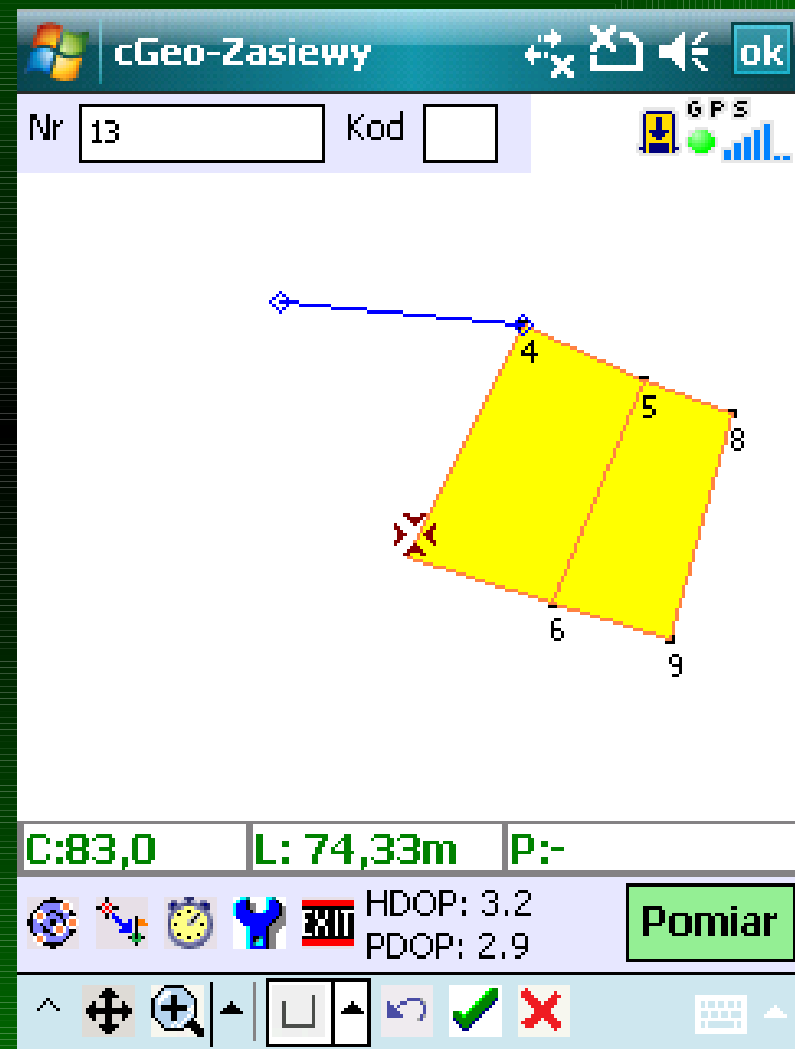 cGeo-Zasiewy ok
Nr 13 Kod GPS
4
5
8
6
9
C:83,0 L: 74,33m P:-
EXIT HDOP: 3.2 Pomiar
PDOP: 2.9